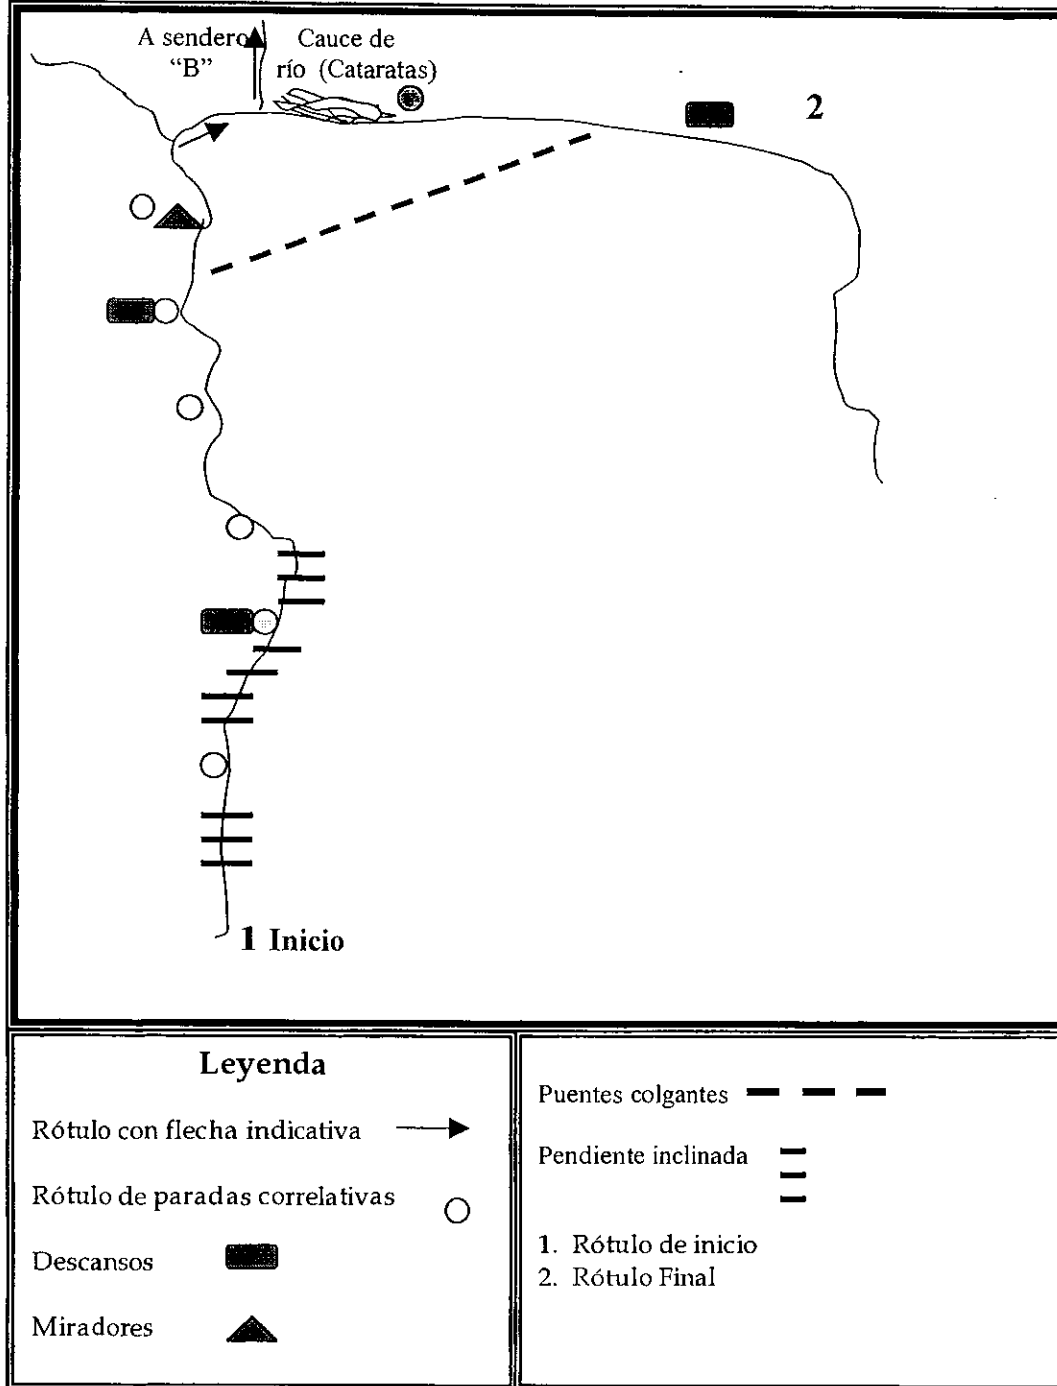 A sendero
“B”
Cauce de
río (Cataratas)
2
1 Inicio
Leyenda
Rótulo con flecha indicativa
Rótulo de paradas correlativas
Descansos
Miradores
Puentes colgantes
Pendiente inclinada
1. Rótulo de inicio
2. Rótulo Final